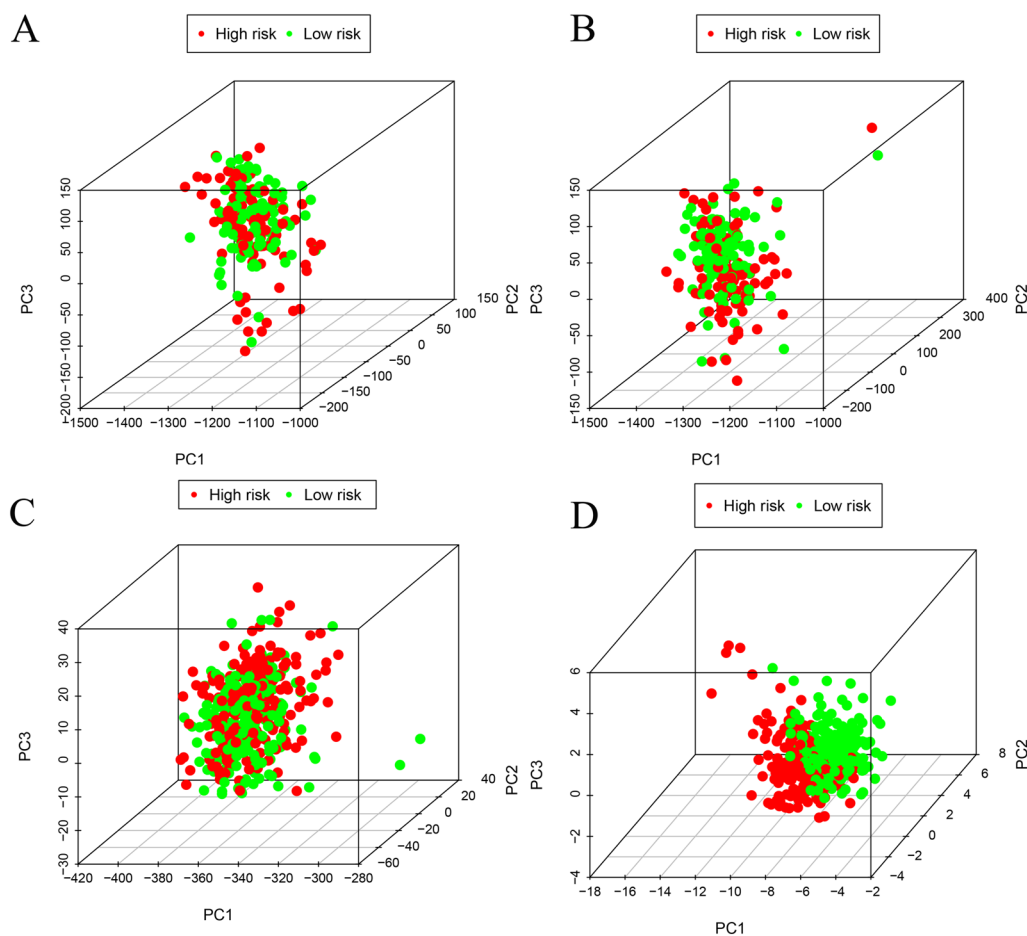 A
High risk Low risk
PC3
−200 −150 −100 −50 0 50 100 150
−1500 −1400 −1300 −1200 −1100 −1000
PC1
−200 −150 −100 −50 0 50 100 150
PC2
B
High risk Low risk
PC3
−150 −100 −50 0 50 100 150
−1500 −1400 −1300 −1200 −1100 −1000
PC1
−200 −100 0 100 200 300 400
PC2
C
High risk Low risk
PC3
−30 −20 −10 0 10 20 30 40
−420 −400 −380 −360 −340 −320 −300 −280
PC1
−60 −40 −20 0 20 40
PC2
D
High risk Low risk
PC3
−4 −2 0 2 4 6
−18 −16 −14 −12 −10 −8 −6 −4 −2
PC1
−4 −2 0 2 4 6 8
PC2